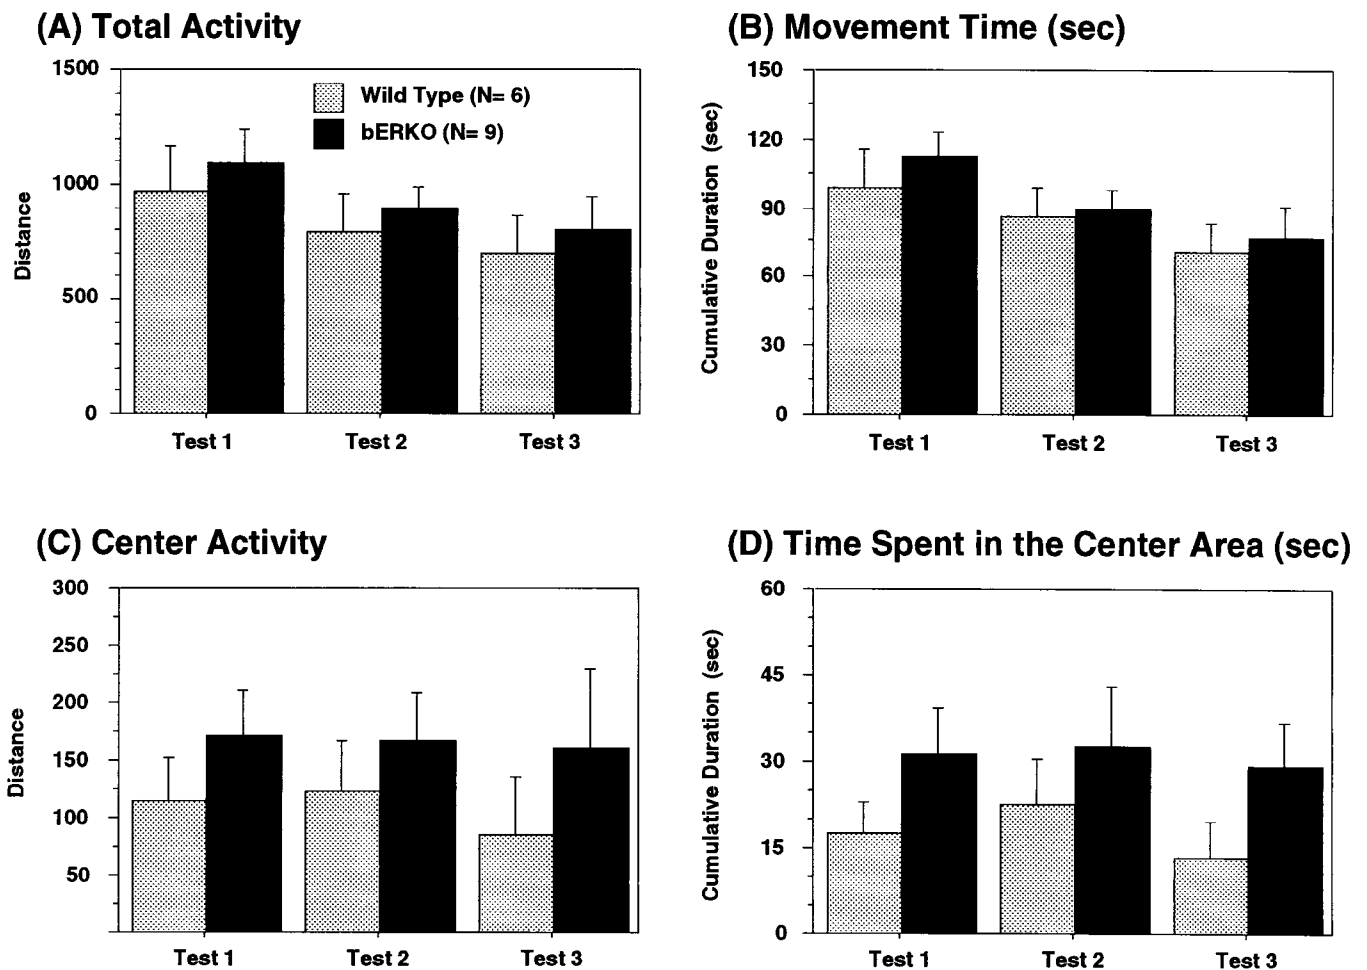 (A) Total Activity
1500
1000
500
0
Distance
Wild Type (N= 6)
bERKO (N= 9)
Test 1
Test 2
Test 3
(B) Movement Time (sec)
150
120
90
60
30
0
Cumulative Duration (sec)
Test 1
Test 2
Test 3
(C) Center Activity
300
250
200
150
100
50
Distance
Test 1
Test 2
Test 3
(D) Time Spent in the Center Area (sec)
60
45
30
15
0
Cumulative Duration (sec)
Test 1
Test 2
Test 3